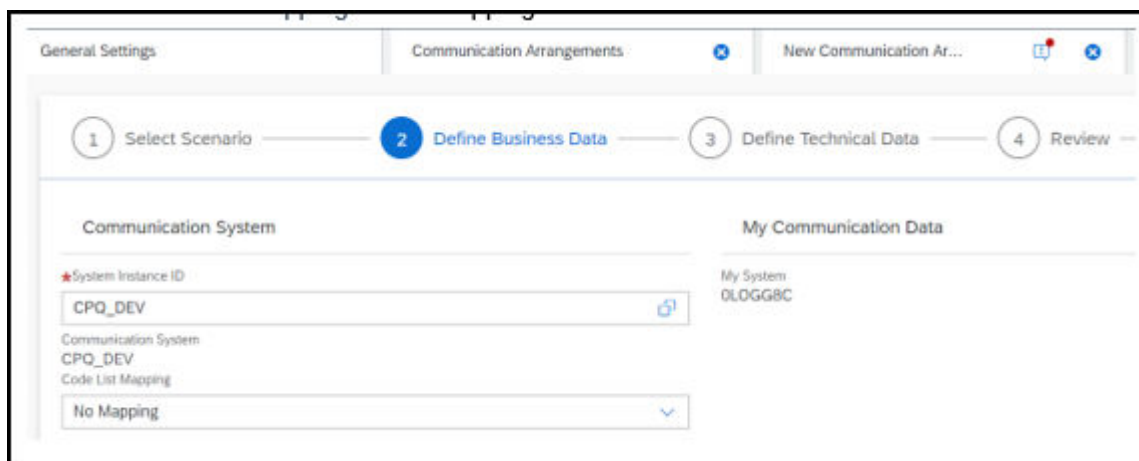 General Settings
Communication Arrangements
New Communication Ar...
1 Select Scenario
2 Define Business Data
3 Define Technical Data
4 Review
Communication System
My Communication Data
★System Instance ID
CPQ_DEV
My System
0LOGG8C
Communication System
CPQ_DEV
Code List Mapping
No Mapping